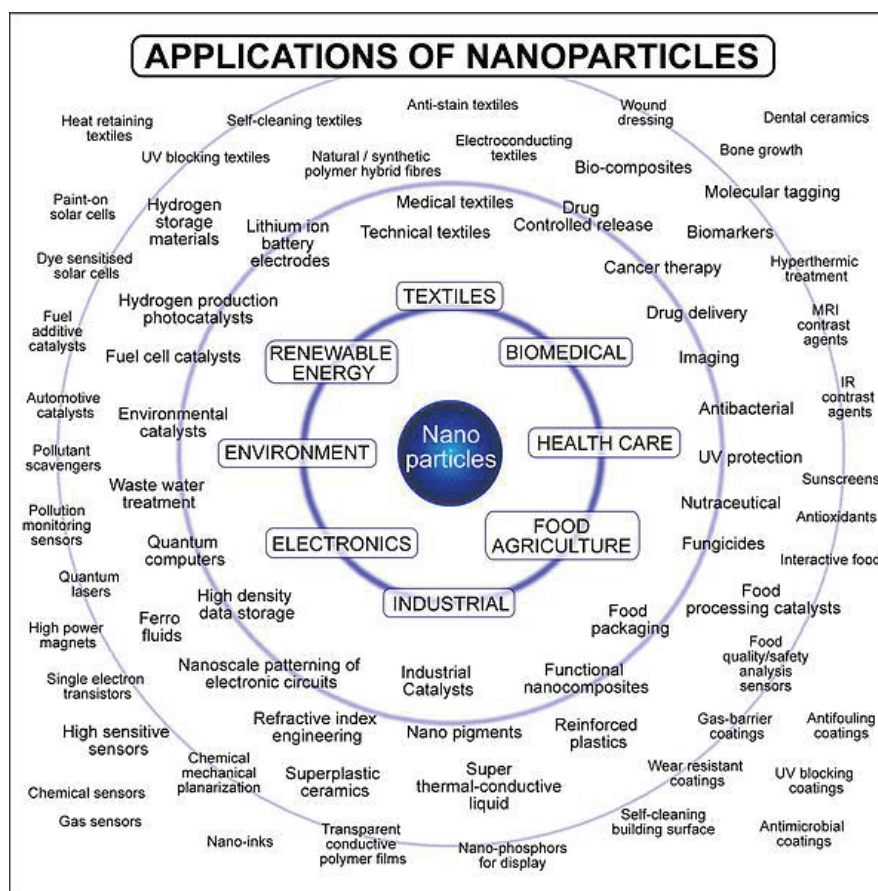 APPLICATIONS OF NANOPARTICLES
Anti-stain textiles
Wound
dressing
Heat retaining
textiles
Self-cleaning textiles
Dental ceramics
UV blocking textiles
Natural / synthetic
polymer hybrid fibres
Electroconducting
textiles
Bio-composites
Bone growth
Paint-on
solar cells
Hydrogen
storage
materials
Lithium ion
battery
electrodes
Medical textiles
Technical textiles
Drug
Controlled release
Molecular tagging
Biomarkers
Dye sensitised
solar cells
Cancer therapy
Hyperthermic
treatment
Hydrogen production
photocatalysts
TEXTILES
Drug delivery
MRI
contrast
agents
Fuel
additive
catalysts
Fuel cell catalysts
RENEWABLE
ENERGY
BIOMEDICAL
Imaging
IR
contrast
agents
Automotive
catalysts
Environmental
catalysts
Antibacterial
Nano
particles
ENVIRONMENT
HEALTH CARE
Pollutant
scavengers
UV protection
Sunscreens
Waste water
treatment
Nutraceutical
Pollution
monitoring
sensors
Antioxidants
Quantum
computers
ELECTRONICS
FOOD
AGRICULTURE
Fungicides
Interactive food
Quantum
lasers
High density
data storage
INDUSTRIAL
Food
packaging
Food
processing catalysts
High power
magnets
Ferro
fluids
Single electron
transistors
Nanoscale patterning of
electronic circuits
Industrial
Catalysts
Functional
nanocomposites
Food
quality/safety
analysis
sensors
High sensitive
sensors
Refractive index
engineering
Nano pigments
Reinforced
plastics
Gas-barrier
coatings
Antifouling
coatings
Chemical
mechanical
planarization
Superplastic
ceramics
Super
thermal-conductive
liquid
Wear resistant
coatings
UV blocking
coatings
Chemical sensors
Gas sensors
Self-cleaning
building surface
Antimicrobial
coatings
Nano-inks
Transparent
conductive
polymer films
Nano-phosphors
for display